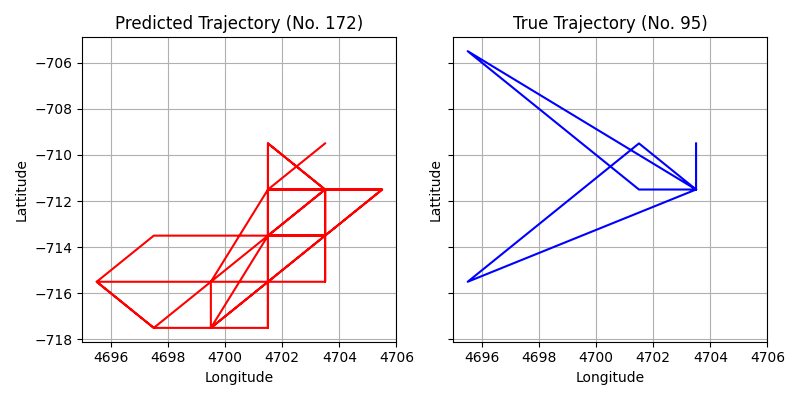 Predicted Trajectory (No. 172)
True Trajectory (No. 95)
Lattitude
−706
−708
−710
−712
−714
−716
−718
4696 4698 4700 4702 4704 4706
Longitude
Lattitude
4696 4698 4700 4702 4704 4706
Longitude